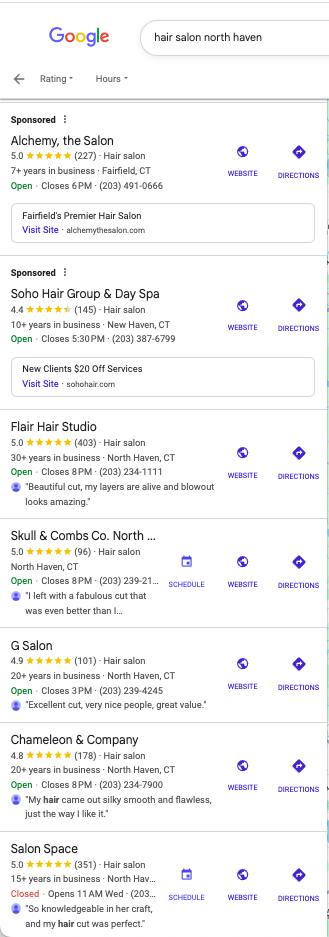 Google
hair salon north haven
Rating
Hours
Sponsored
Alchemy, the Salon
5.0 ★★★★★ (227) · Hair salon
7+ years in business · Fairfield, CT
Open · Closes 6 PM · (203) 491-0666
WEBSITE
DIRECTIONS
Fairfield's Premier Hair Salon
Visit Site · alchemythesalon.com
Sponsored
Soho Hair Group & Day Spa
4.4 (145) · Hair salon
10+ years in business · New Haven, CT
Open · Closes 5:30 PM · (203) 387-6799
WEBSITE
DIRECTIONS
New Clients $20 Off Services
Visit Site · sohohair.com
Flair Hair Studio
5.0 ★★★★★ (403) · Hair salon
30+ years in business · North Haven, CT
Open · Closes 8 PM · (203) 234-1111
"Beautiful cut, my layers are alive and blowout
looks amazing."
WEBSITE
DIRECTIONS
Skull & Combs Co. North ...
5.0 ★★★★★ (96) · Hair salon
North Haven, CT
Open · Closes 8 PM · (203) 239-21...
"I left with a fabulous cut that
was even better than I...
SCHEDULE
WEBSITE
DIRECTIONS
G Salon
4.9 (101) · Hair salon
20+ years in business · North Haven, CT
Open · Closes 3 PM · (203) 239-4245
"Excellent cut, very nice people, great value."
WEBSITE
DIRECTIONS
Chameleon & Company
4.8 (178) · Hair salon
20+ years in business · North Haven, CT
Open · Closes 8 PM · (203) 234-7900
"My hair came out silky smooth and flawless,
just the way I like it."
WEBSITE
DIRECTIONS
Salon Space
5.0 ★★★★★ (351) · Hair salon
15+ years in business · North Hav...
Closed · Opens 11 AM Wed · (203...
"So knowledgeable in her craft,
and my hair cut was perfect."
SCHEDULE
WEBSITE
DIRECTIONS